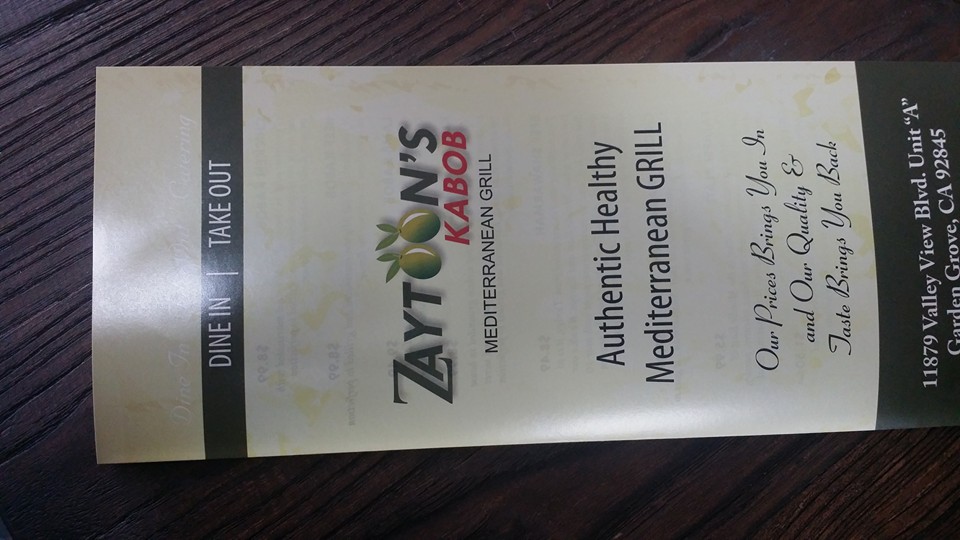 DINE IN | TAKE OUT
ZAYTOON'S
KABOB
MEDITERRANEAN GRILL
Authentic Healthy
Mediterranean GRILL
Our Prices Brings You In
and Our Quality &
Taste Brings You Back
11879 Valley View Blvd. Unit "A"
Garden Grove, CA 92845